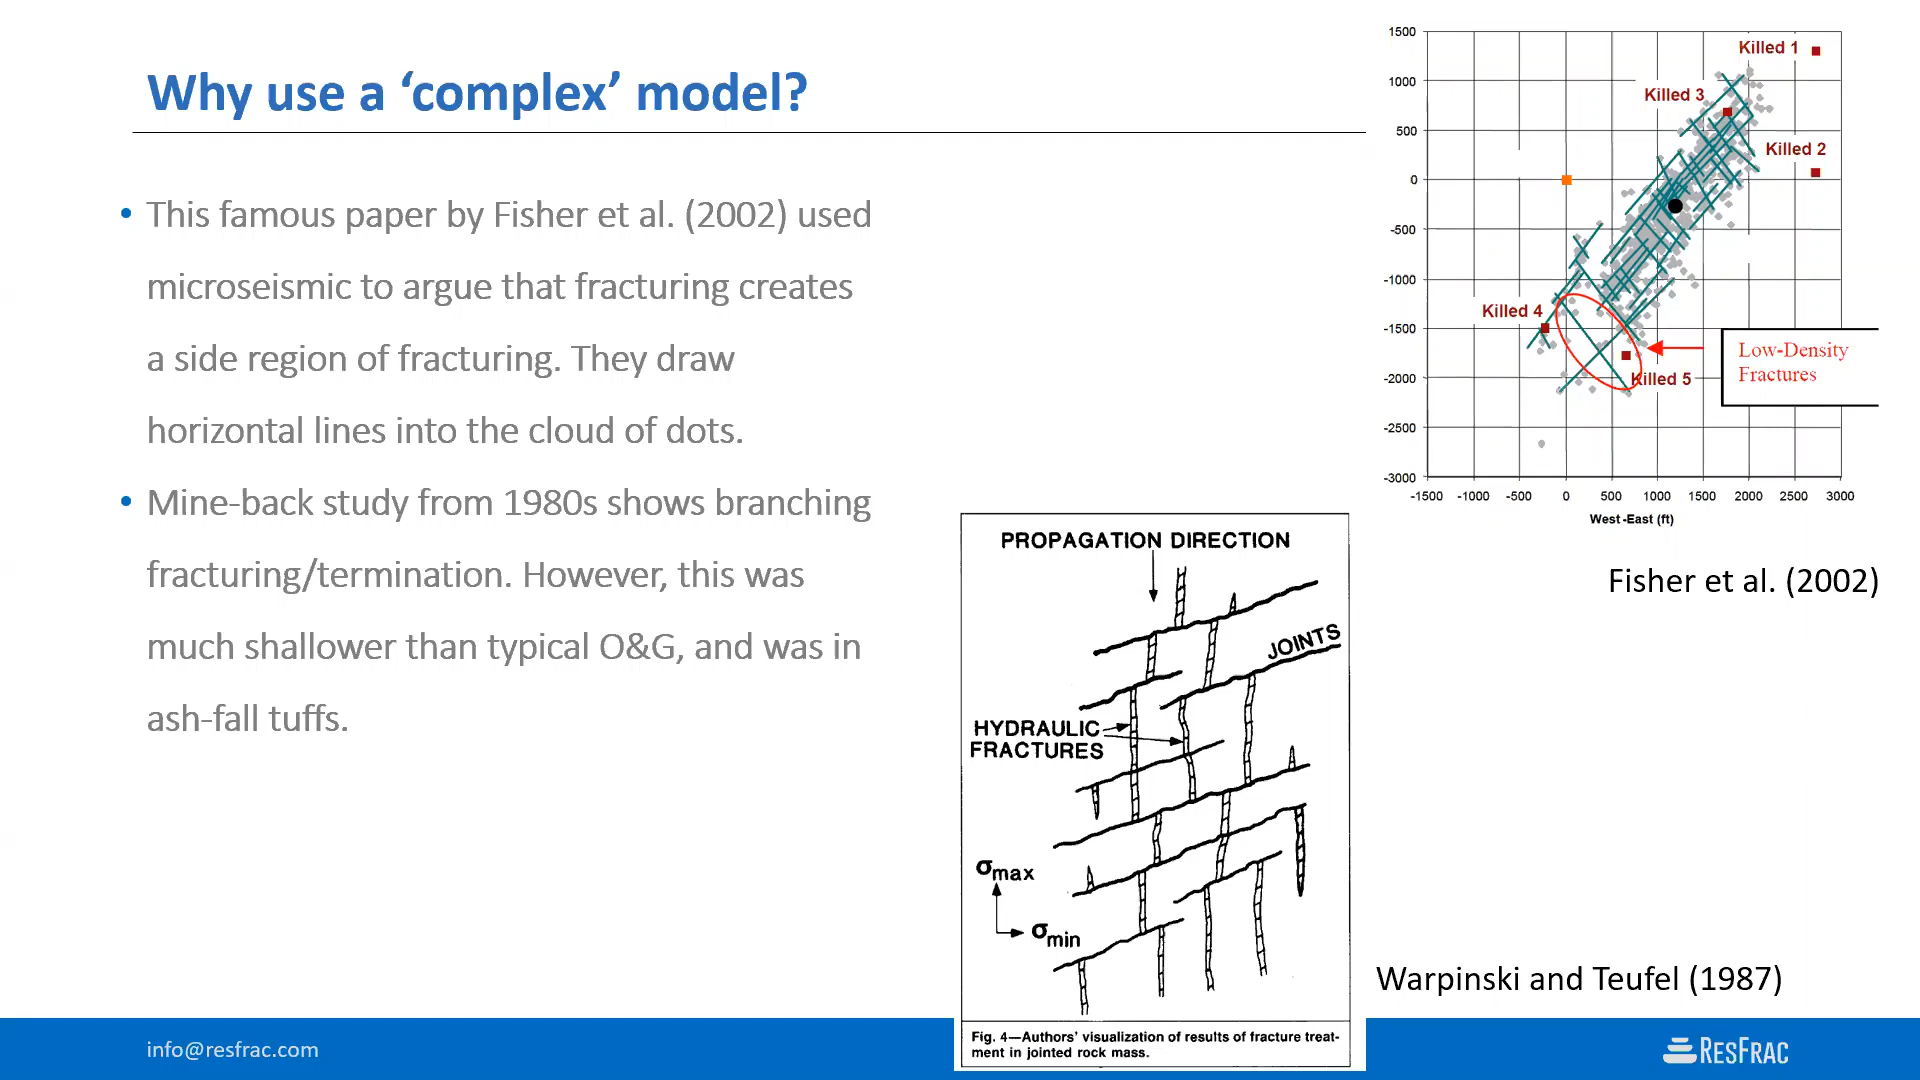 Why use a ‘complex’ model?
• This famous paper by Fisher et al. (2002) used
microseismic to argue that fracturing creates
a side region of fracturing. They draw
horizontal lines into the cloud of dots.
• Mine-back study from 1980s shows branching
fracturing/termination. However, this was
much shallower than typical O&G, and was in
ash-fall tuffs.
1500
1000
500
0
-500
-1000
-1500
-2000
-2500
-3000
-1500 -1000 -500 0 500 1000 1500 2000 2500 3000
West-East (ft)
Killed 1
Killed 3
Killed 2
Killed 4
Killed 5
Low-Density
Fractures
Fisher et al. (2002)
PROPAGATION DIRECTION
JOINTS
HYDRAULIC
FRACTURES
σmax
σmin
Fig. 4—Authors’ visualization of results of fracture treat-
ment in jointed rock mass.
Warpinski and Teufel (1987)
info@resfrac.com
RESFRAC